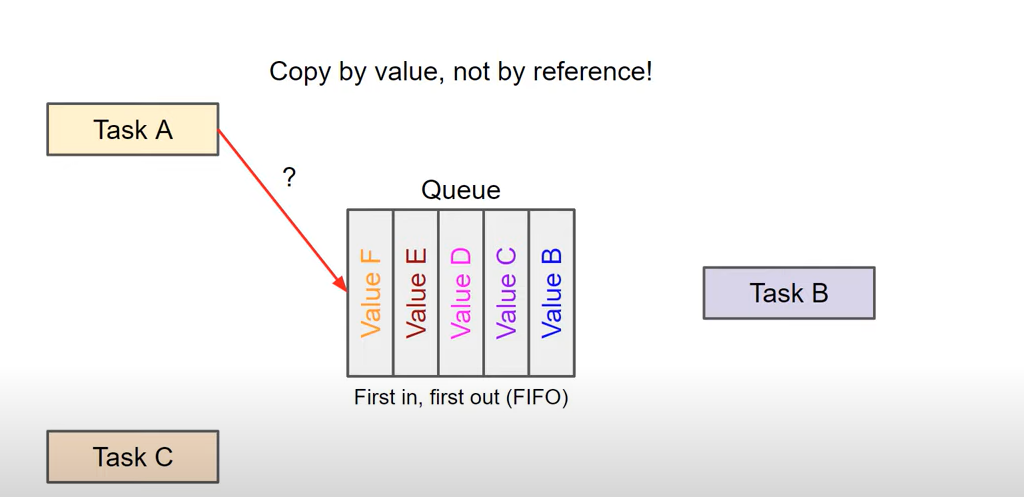 Copy by value, not by reference!
Task A
?
Queue
Value F
Value E
Value D
Value C
Value B
Task B
First in, first out (FIFO)
Task C